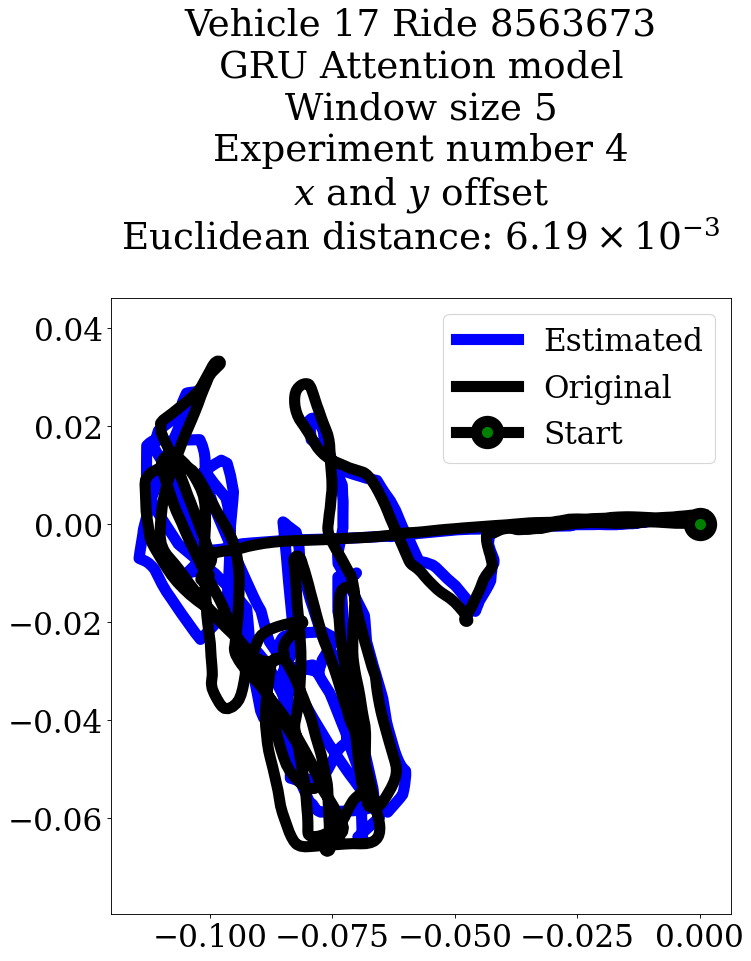 Vehicle 17 Ride 8563673
GRU Attention model
Window size 5
Experiment number 4
x and y offset
Euclidean distance: 6.19 × 10⁻³
Estimated
Original
Start
0.04
0.02
0.00
−0.02
−0.04
−0.06
−0.100 −0.075 −0.050 −0.025 0.000